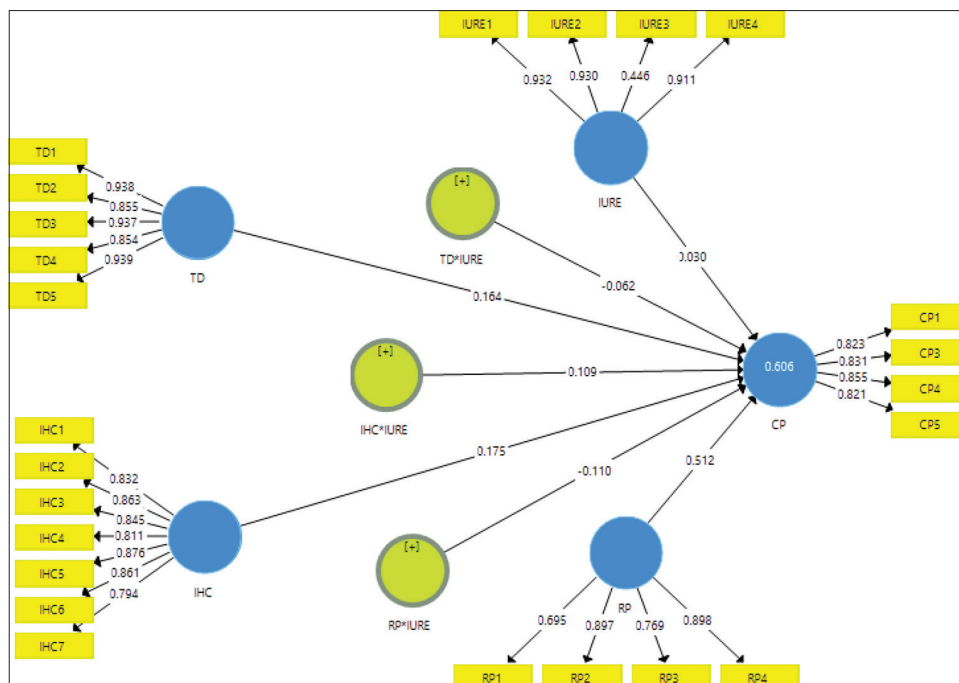 IURE1 IURE2 IURE3 IURE4
0.932 0.930 0.446 0.911
IURE
TD1
TD2
TD3
TD4
TD5
0.938
0.855
0.937
0.854
0.939
TD
[+]
TD*IURE
0.030
-0.062
0.164
[+]
IHC*IURE
0.109
0.606
CP
0.823
0.831
0.855
0.821
CP1
CP3
CP4
CP5
IHC1
IHC2
IHC3
IHC4
IHC5
IHC6
IHC7
0.832
0.863
0.845
0.811
0.876
0.861
0.794
IHC
0.175
-0.110
0.512
[+]
RP*IURE
RP
0.695 0.897 0.769 0.898
RP1 RP2 RP3 RP4